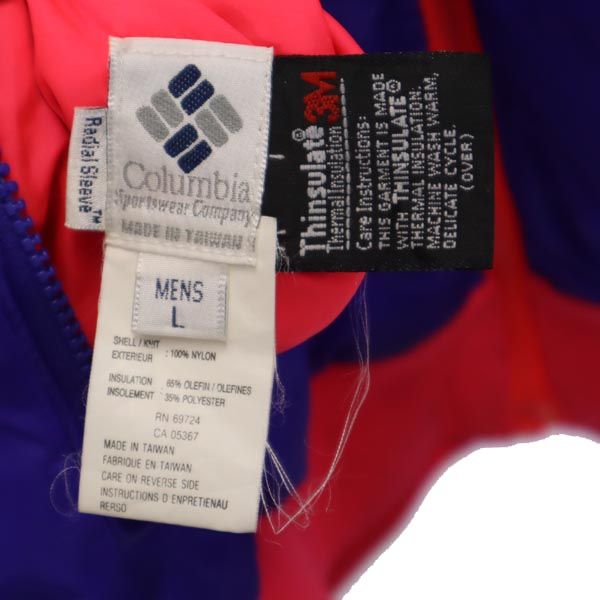 Columbia
Sportswear Company
MADE IN TAIWAN
Radial Sleeve™
MENS
L
SHELL / KNIT
EXTERIEUR : 100% NYLON
INSULATION : 65% OLEFIN / OLEFINES
INSOLEMENT : 35% POLYESTER
RN 69724
CA 05367
MADE IN TAIWAN
FABRIQUE EN TAIWAN
CARE ON REVERSE SIDE
INSTRUCTIONS D'ENPRETIENAU
RERSO
Thinsulate 3M
Thermal Insulation
Care Instructions:
THIS GARMENT IS MADE
WITH THINSULATE
THERMAL INSULATION.
MACHINE WASH WARM,
DELICATE CYCLE.
(OVER)